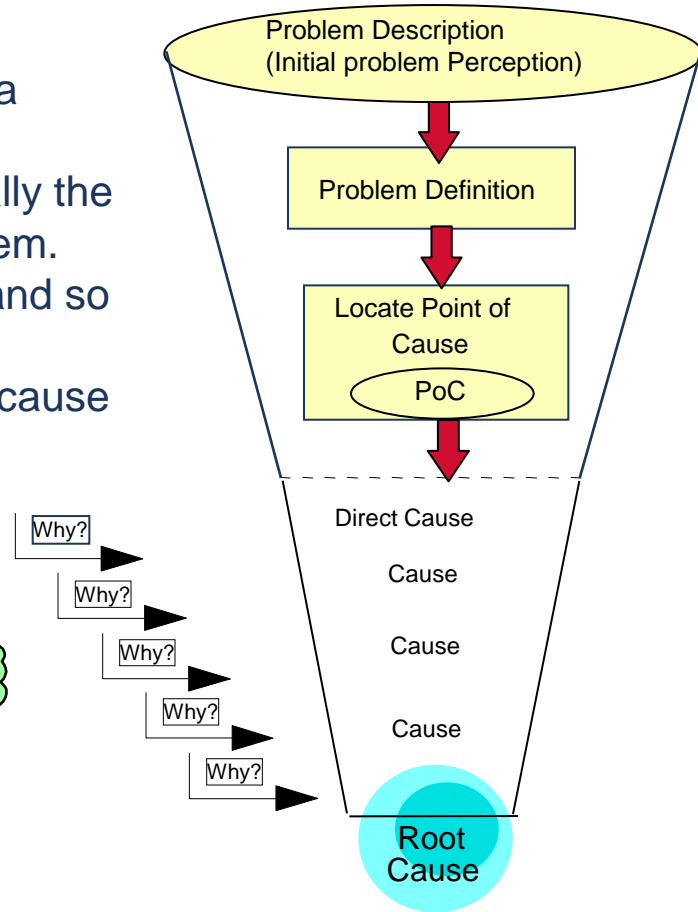 a
ally the
em.
and so
cause
Problem Description
(Initial problem Perception)
Problem Definition
Locate Point of
Cause
PoC
Direct Cause
Cause
Cause
Cause
Root
Cause
Why?
Why?
Why?
Why?
Why?